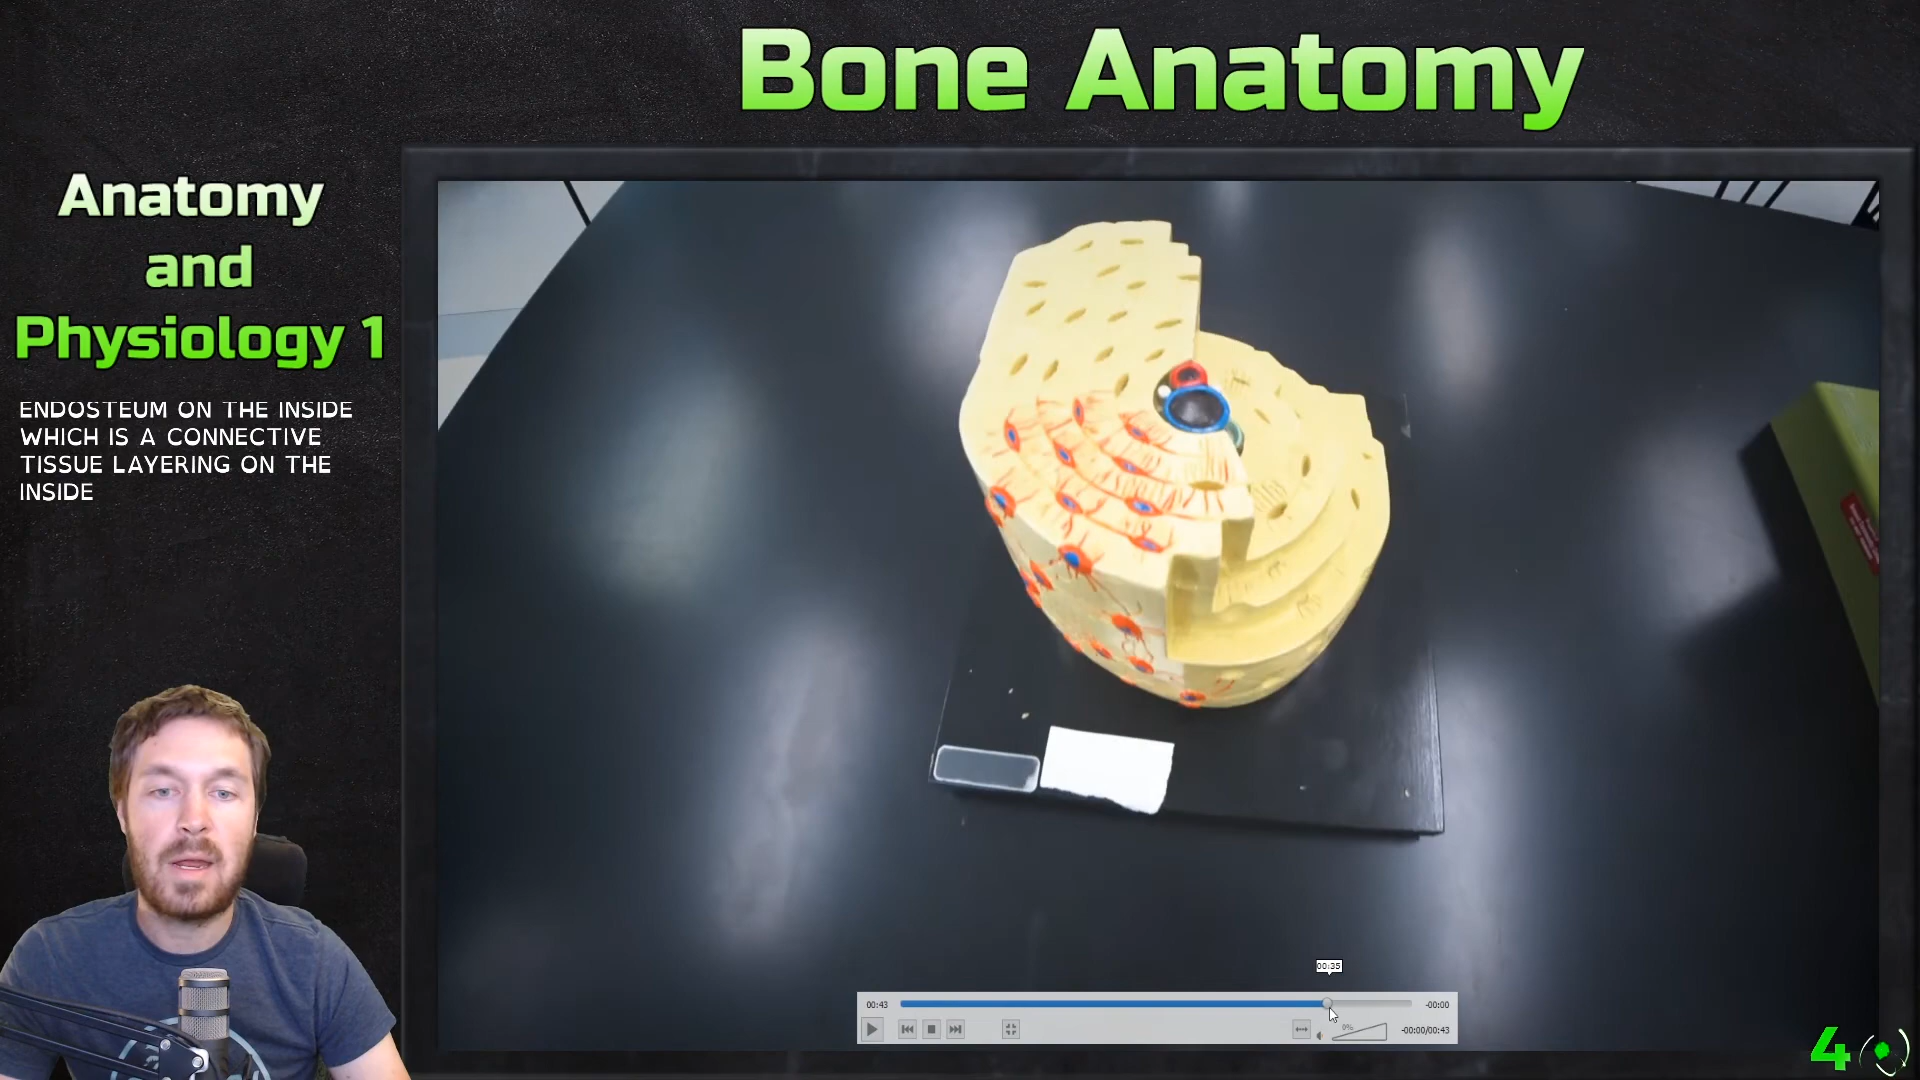 Bone Anatomy
Anatomy
and
Physiology 1
ENDOSTEUM ON THE INSIDE
WHICH IS A CONNECTIVE
TISSUE LAYERING ON THE
INSIDE
00:35
00:43
-00:00
0%
-00:00/00:43
4